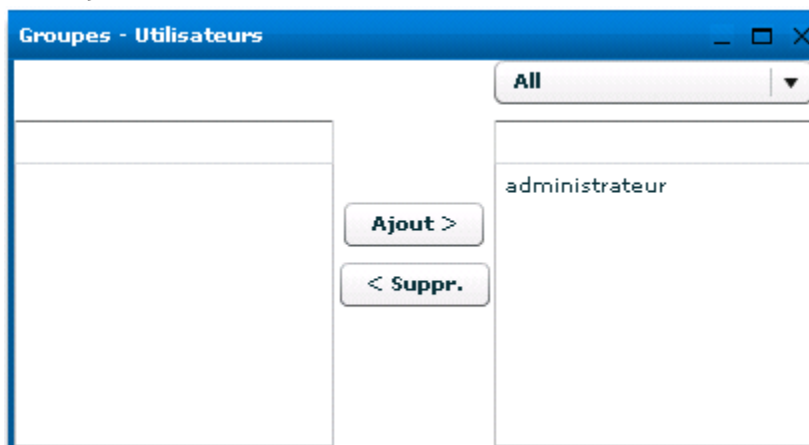 Groupes - Utilisateurs
All
administrateur
Ajout >
< Suppr.